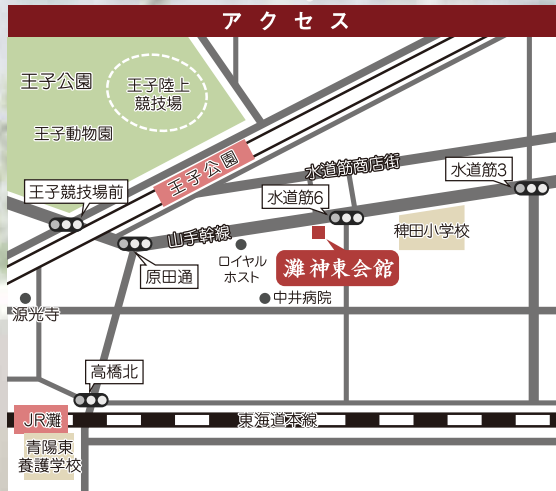 アクセス
王子公園
王子陸上
競技場
王子動物園
王子公園
水道筋商店街
水道筋3
王子競技場前
水道筋6
稗田小学校
山手幹線
ロイヤル
ホスト
灘神東会館
原田通
中井病院
源光寺
高橋北
JR灘
東海道本線
青陽東
養護学校